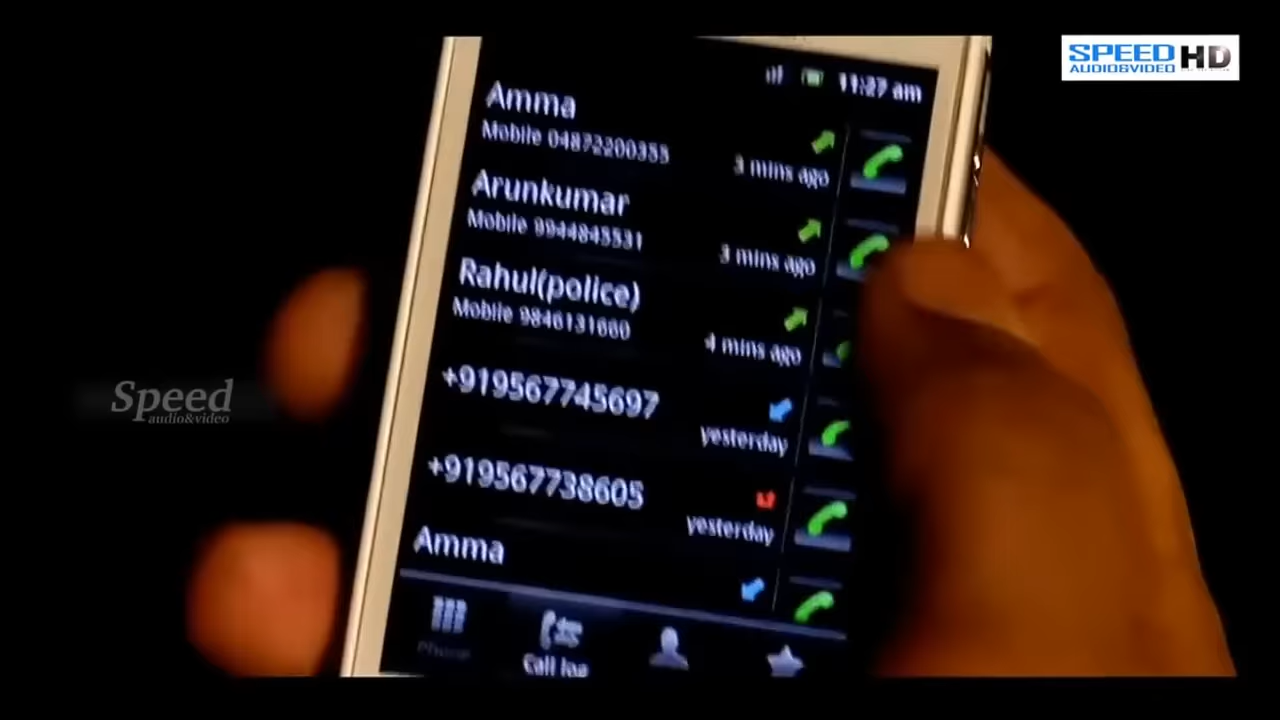 SPEED HD
AUDIO&VIDEO
11:27 am
Amma
Mobile 04872200355
3 mins ago
Arunkumar
Mobile 9944845531
3 mins ago
Rahul(police)
Mobile 9846131660
4 mins ago
+919567745697
yesterday
+919567738605
yesterday
Amma
Phone
Call log
Speed
audio&video